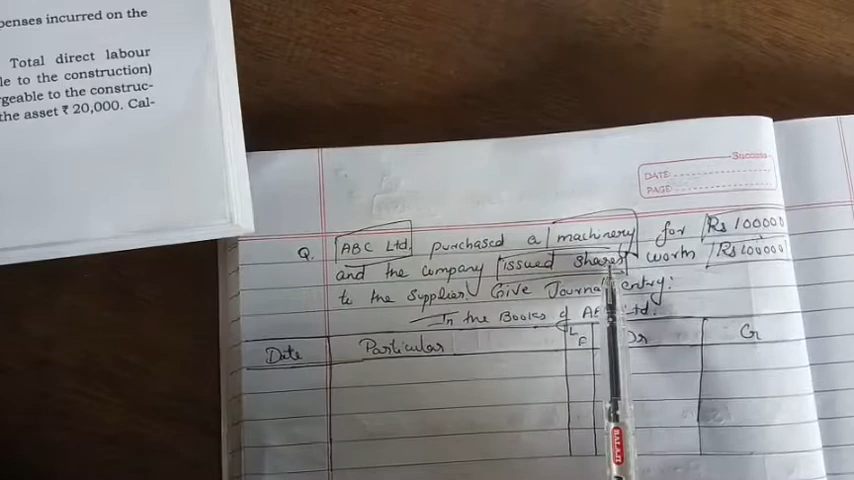 penses incurred on the
Total direct labour
le to the construction)
rgeable to the construc-
the asset ₹ 20,000. Cal-
Success
DATE:
PAGE:
Q. ABC Ltd. purchased a machinery for Rs 100000
and the company issued shares worth Rs 100000
to the Supplier. Give Journal entry:
In the Books of Ltd.
Date Particular L F Dr Cr